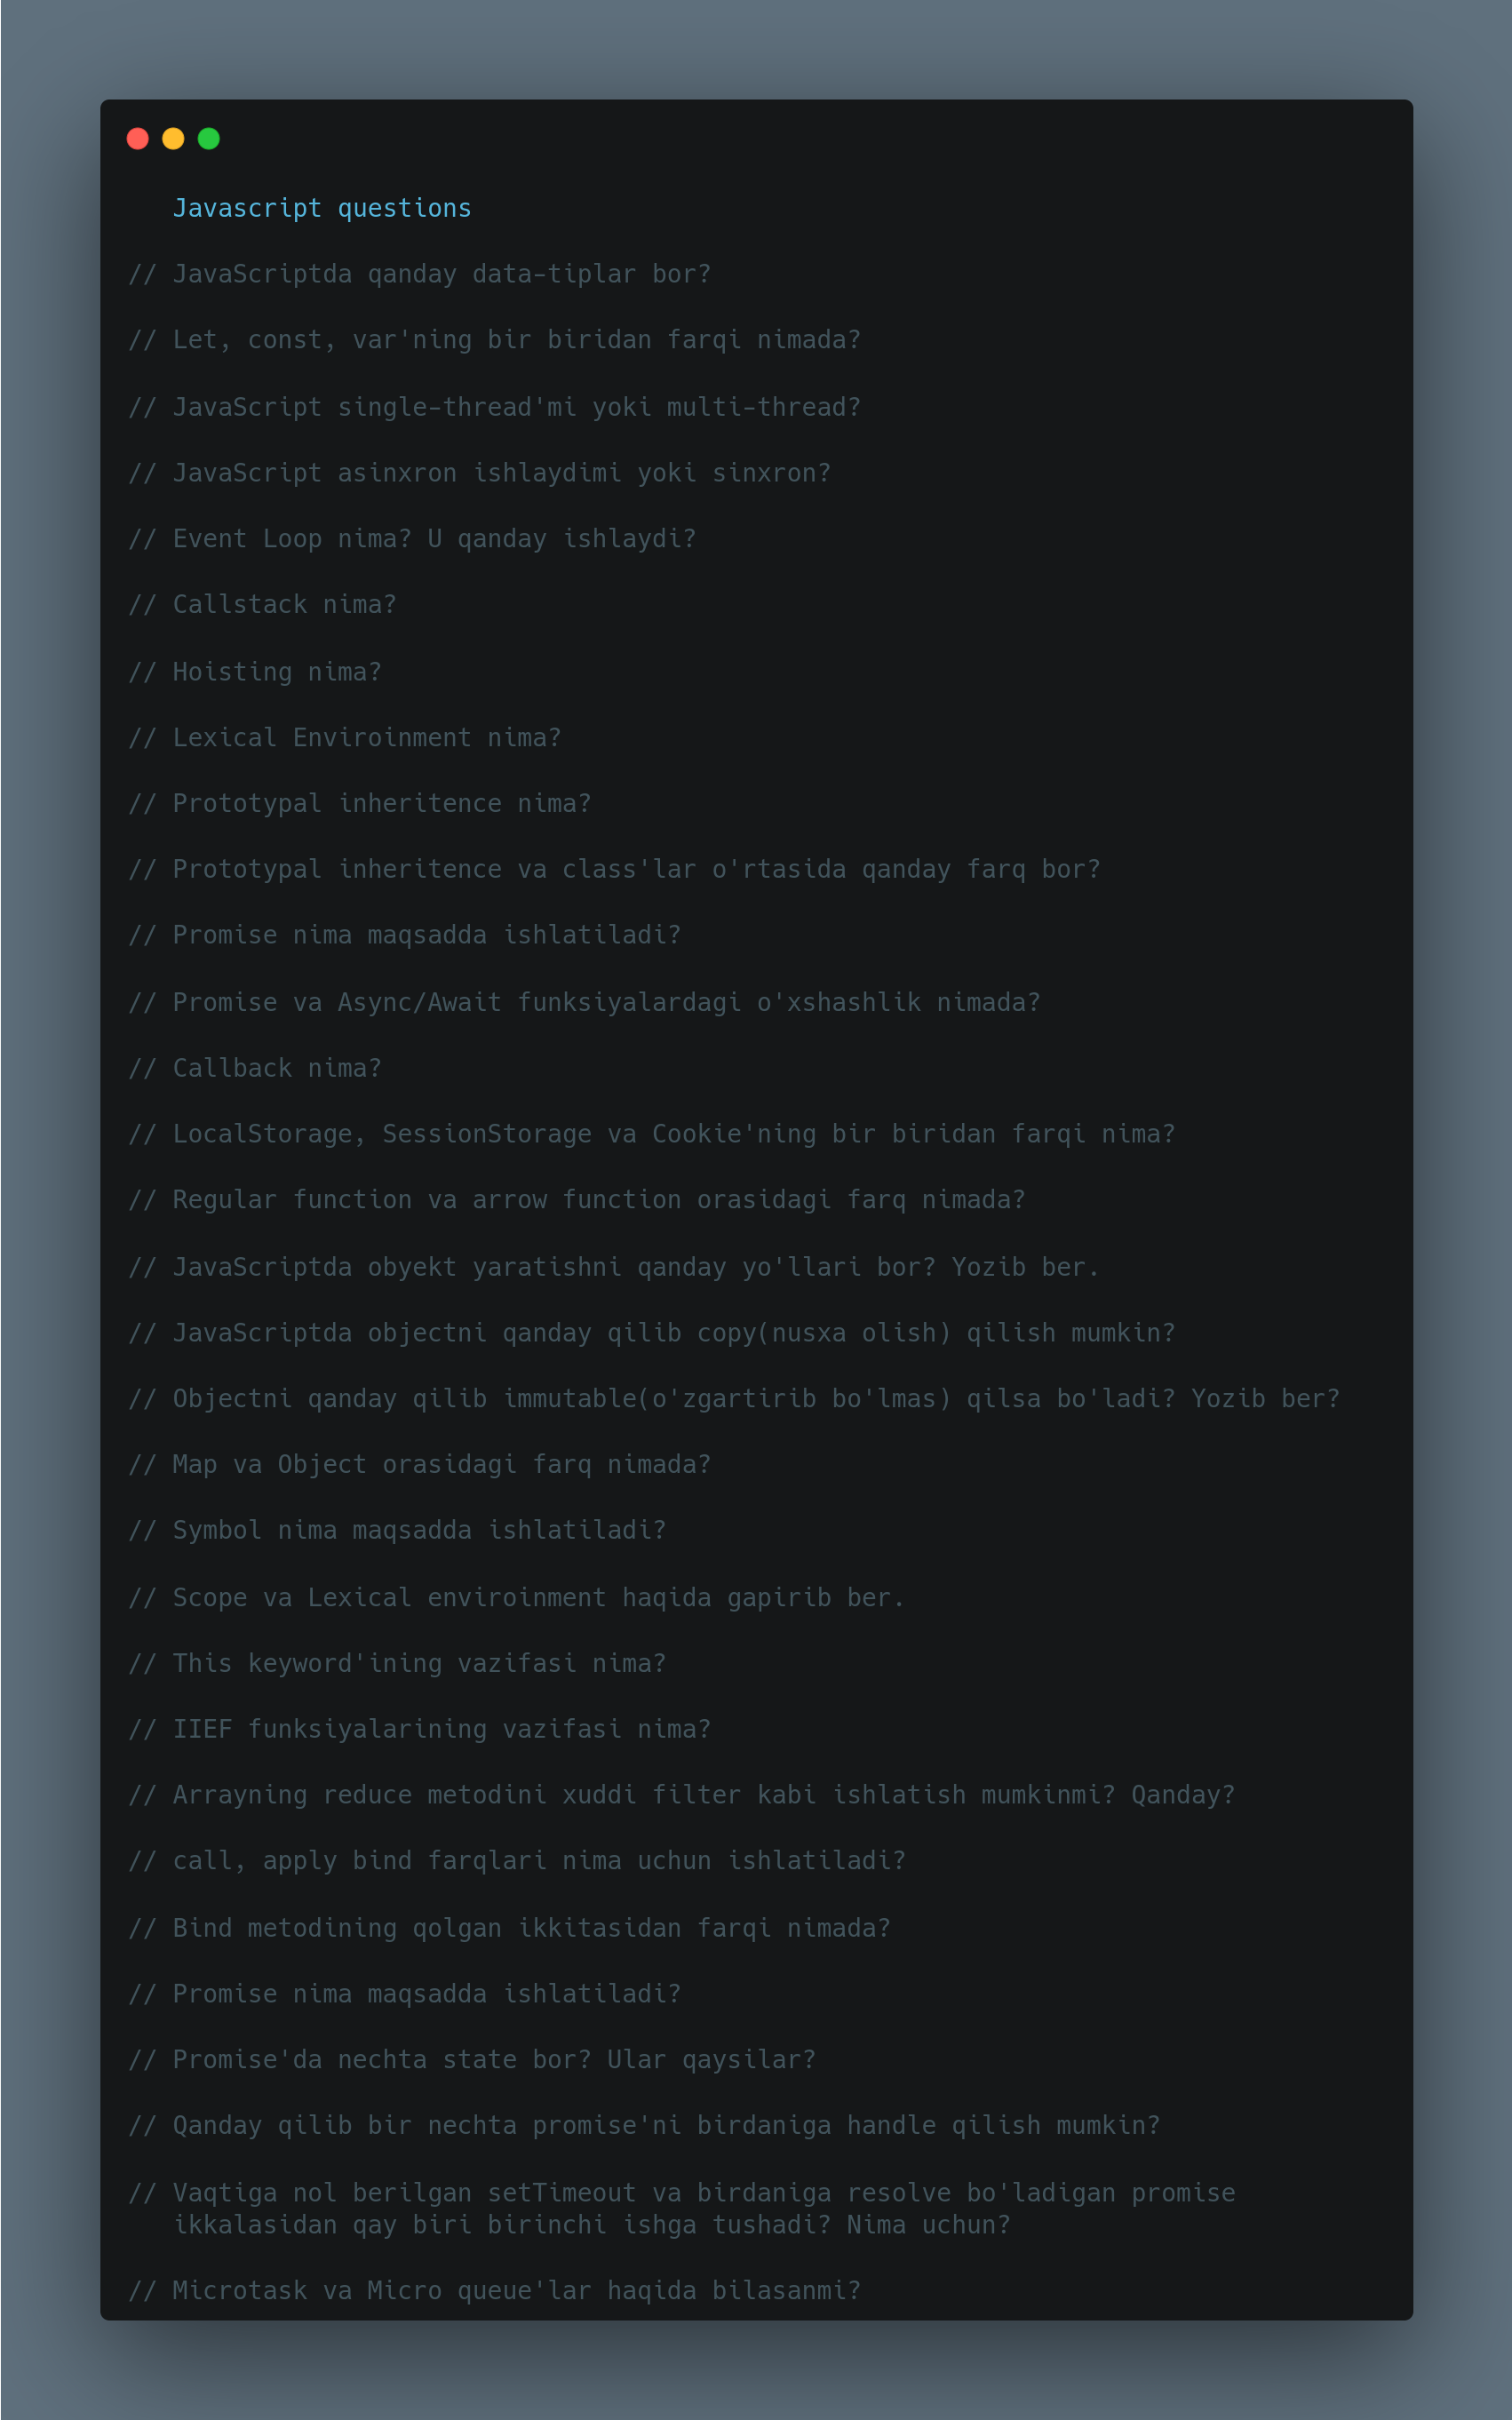 Javascript questions
// JavaScriptda qanday data-tiplar bor?
// Let, const, var'ning bir biridan farqi nimada?
// JavaScript single-thread'mi yoki multi-thread?
// JavaScript asinxron ishlaydimi yoki sinxron?
// Event Loop nima? U qanday ishlaydi?
// Callstack nima?
// Hoisting nima?
// Lexical Enviroinment nima?
// Prototypal inheritence nima?
// Prototypal inheritence va class'lar o'rtasida qanday farq bor?
// Promise nima maqsadda ishlatiladi?
// Promise va Async/Await funksiyalardagi o'xshashlik nimada?
// Callback nima?
// LocalStorage, SessionStorage va Cookie'ning bir biridan farqi nima?
// Regular function va arrow function orasidagi farq nimada?
// JavaScriptda obyekt yaratishni qanday yo'llari bor? Yozib ber.
// JavaScriptda objectni qanday qilib copy(nusxa olish) qilish mumkin?
// Objectni qanday qilib immutable(o'zgartirib bo'lmas) qilsa bo'ladi? Yozib ber?
// Map va Object orasidagi farq nimada?
// Symbol nima maqsadda ishlatiladi?
// Scope va Lexical enviroinment haqida gapirib ber.
// This keyword'ining vazifasi nima?
// IIEF funksiyalarining vazifasi nima?
// Arrayning reduce metodini xuddi filter kabi ishlatish mumkinmi? Qanday?
// call, apply bind farqlari nima uchun ishlatiladi?
// Bind metodining qolgan ikkitasidan farqi nimada?
// Promise nima maqsadda ishlatiladi?
// Promise'da nechta state bor? Ular qaysilar?
// Qanday qilib bir nechta promise'ni birdaniga handle qilish mumkin?
// Vaqtiga nol berilgan setTimeout va birdaniga resolve bo'ladigan promise
ikkalasidan qay biri birinchi ishga tushadi? Nima uchun?
// Microtask va Micro queue'lar haqida bilasanmi?